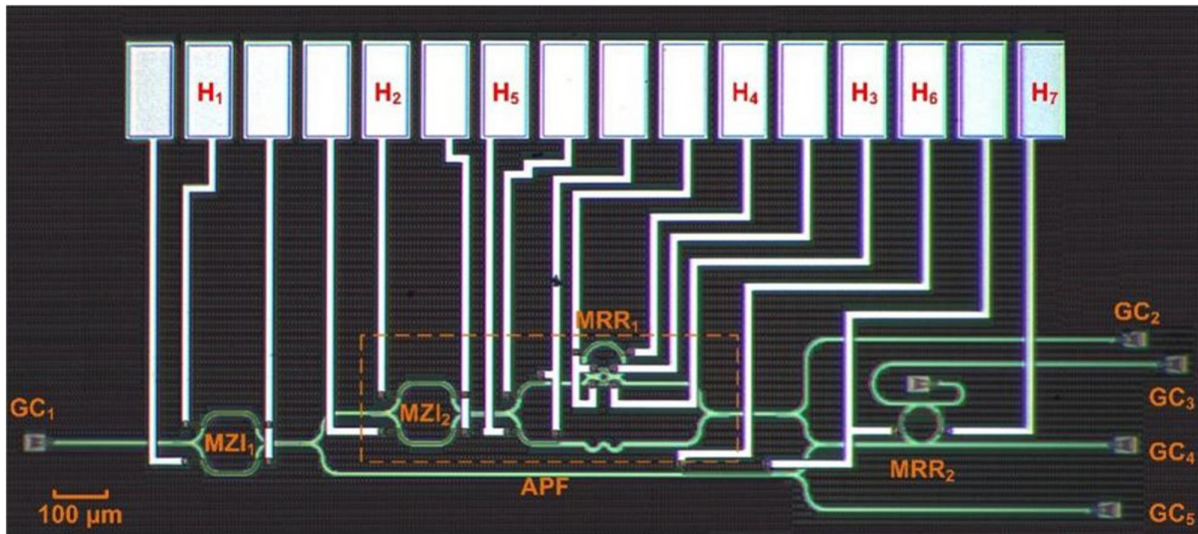 H₁ H₂ H₅ H₄ H₃ H₆ H₇
MRR₁
GC₂
GC₁
MZI₁
MZI₂
GC₃
MRR₂
GC₄
APF
100 μm
GC₅